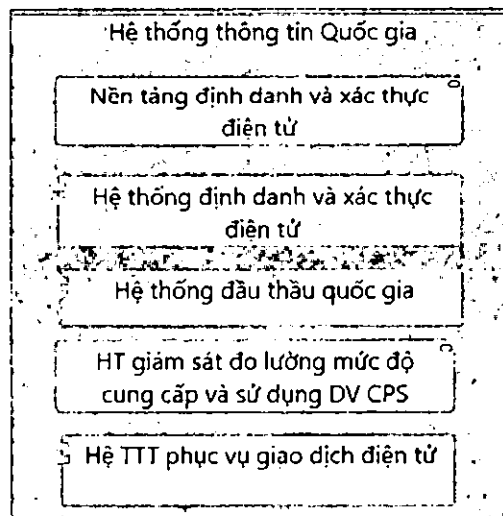 Hệ thống thông tin Quốc gia
Nền tảng định danh và xác thực
điện tử
Hệ thống định danh và xác thực
điện tử
Hệ thống đầu thầu quốc gia
HT giám sát đo lường mức độ
cung cấp và sử dụng DV CPS
Hệ TTT phục vụ giao dịch điện tử